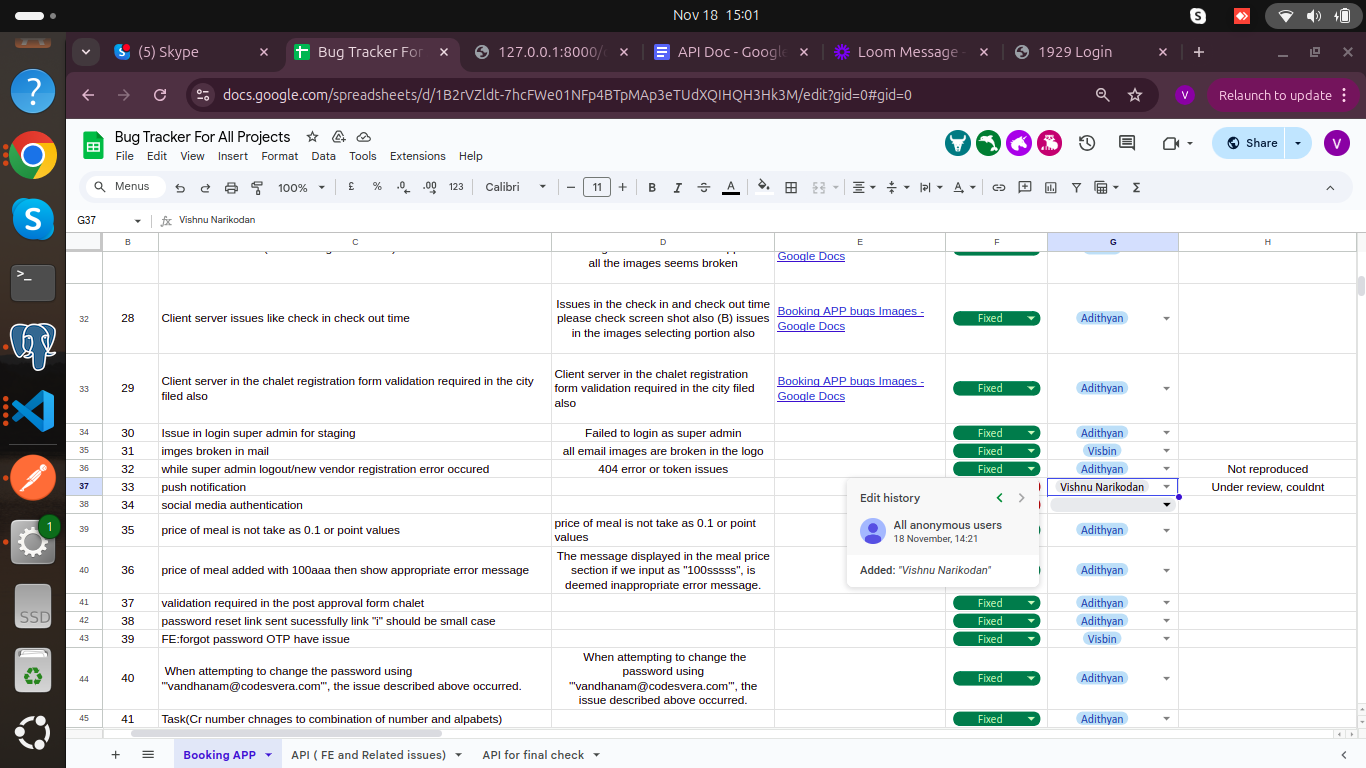 Nov 18 15:01
(5) Skype
Bug Tracker For
127.0.0.1:8000/
API Doc - Google
Loom Message -
1929 Login
docs.google.com/spreadsheets/d/1B2rVZldt-7hcFWe01NFp4BTpMAp3eTUdXQIHQH3Hk3M/edit?gid=0#gid=0
V
Relaunch to update
Bug Tracker For All Projects
File Edit View Insert Format Data Tools Extensions Help
Share
V
Menus
100%
£ % .0 .00 123
Calibri
11
B I A
G37
Vishnu Narikodan
B C D E F G H
all the images seems broken
Google Docs
32
28
Client server issues like check in check out time
Issues in the check in and check out time
please check screen shot also (B) issues
in the images selecting portion also
Booking APP bugs Images -
Google Docs
Fixed
Adithyan
33
29
Client server in the chalet registration form validation required in the city
filed also
Client server in the chalet registration
form validation required in the city filed
also
Booking APP bugs Images -
Google Docs
Fixed
Adithyan
34 30 Issue in login super admin for staging Failed to login as super admin Fixed Adithyan
35 31 imges broken in mail all email images are broken in the logo Fixed Visbin
36 32 while super admin logout/new vendor registration error occured 404 error or token issues Fixed Adithyan Not reproduced
37 33 push notification Vishnu Narikodan Under review, couldnt
38 34 social media authentication
39
35
price of meal is not take as 0.1 or point values
price of meal is not take as 0.1 or point
values
Adithyan
40
36
price of meal added with 100aaa then show appropriate error message
The message displayed in the meal price
section if we input as "100sssss", is
deemed inappropriate error message.
Adithyan
Edit history
All anonymous users
18 November, 14:21
Added: "Vishnu Narikodan"
41 37 validation required in the post approval form chalet Fixed Adithyan
42 38 password reset link sent sucessfully link "i" should be small case Fixed Adithyan
43 39 FE:forgot password OTP have issue Fixed Visbin
44
40
When attempting to change the password using
"'vandhanam@codesvera.com'", the issue described above occurred.
When attempting to change the
password using
"'vandhanam@codesvera.com'", the
issue described above occurred.
Fixed
Adithyan
45 41 Task(Cr number chnages to combination of number and alpabets) Fixed Adithyan
Booking APP
API ( FE and Related issues)
API for final check
SSD
1